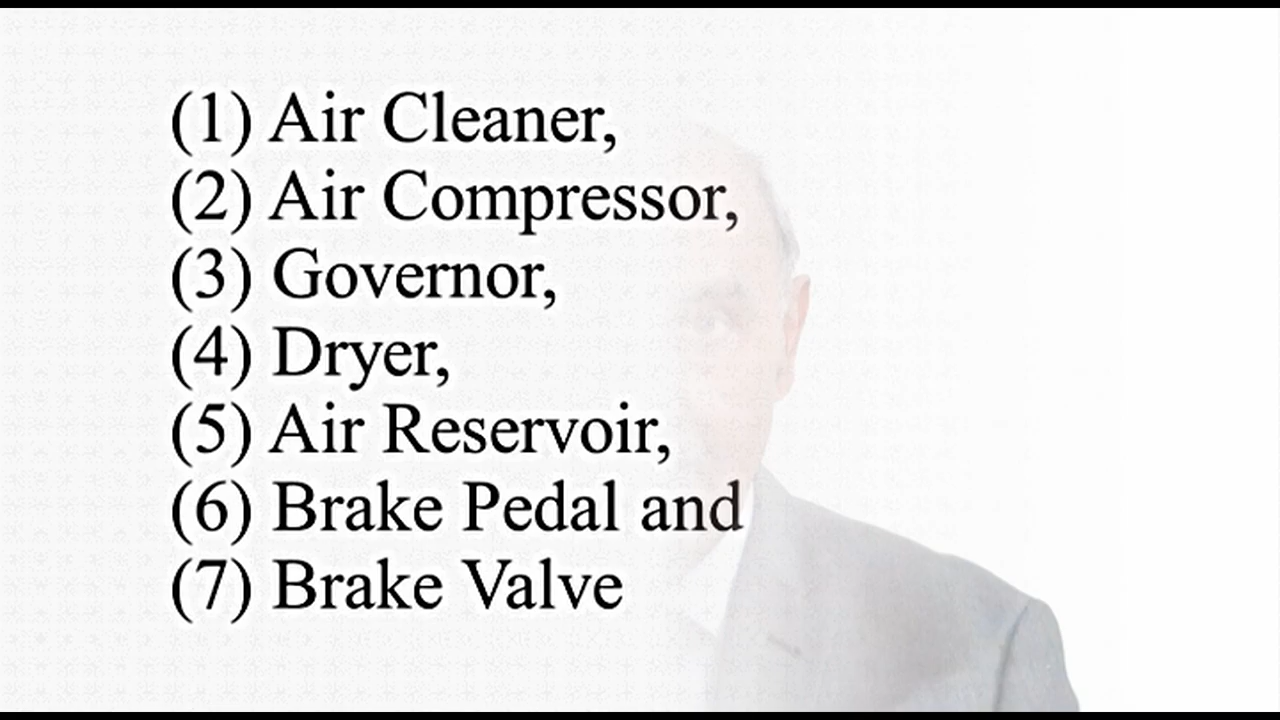 (1) Air Cleaner,
(2) Air Compressor,
(3) Governor,
(4) Dryer,
(5) Air Reservoir,
(6) Brake Pedal and
(7) Brake Valve